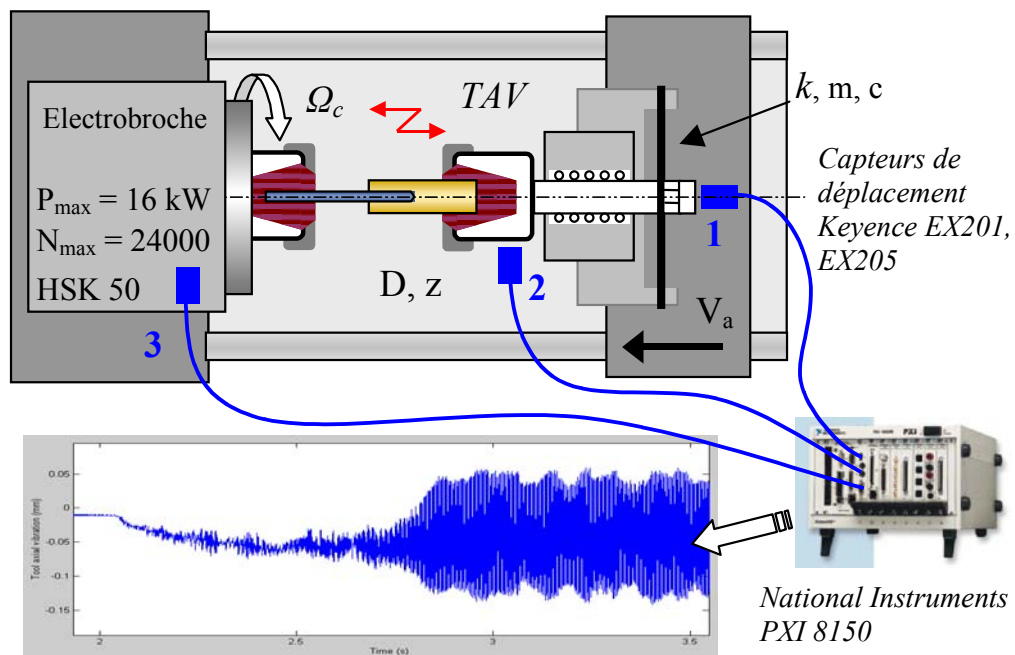 Electrobroche
P_max = 16 kW
N_max = 24000
HSK 50
Ω_c
TAV
k, m, c
Capteurs de
déplacement
Keyence EX201,
EX205
1
2
3
D, z
V_a
0.05
0
-0.05
-0.1
-0.15
Tool axial vibration (mm)
2
2.5
3
3.5
Time (s)
PXI
National Instruments
PXI 8150